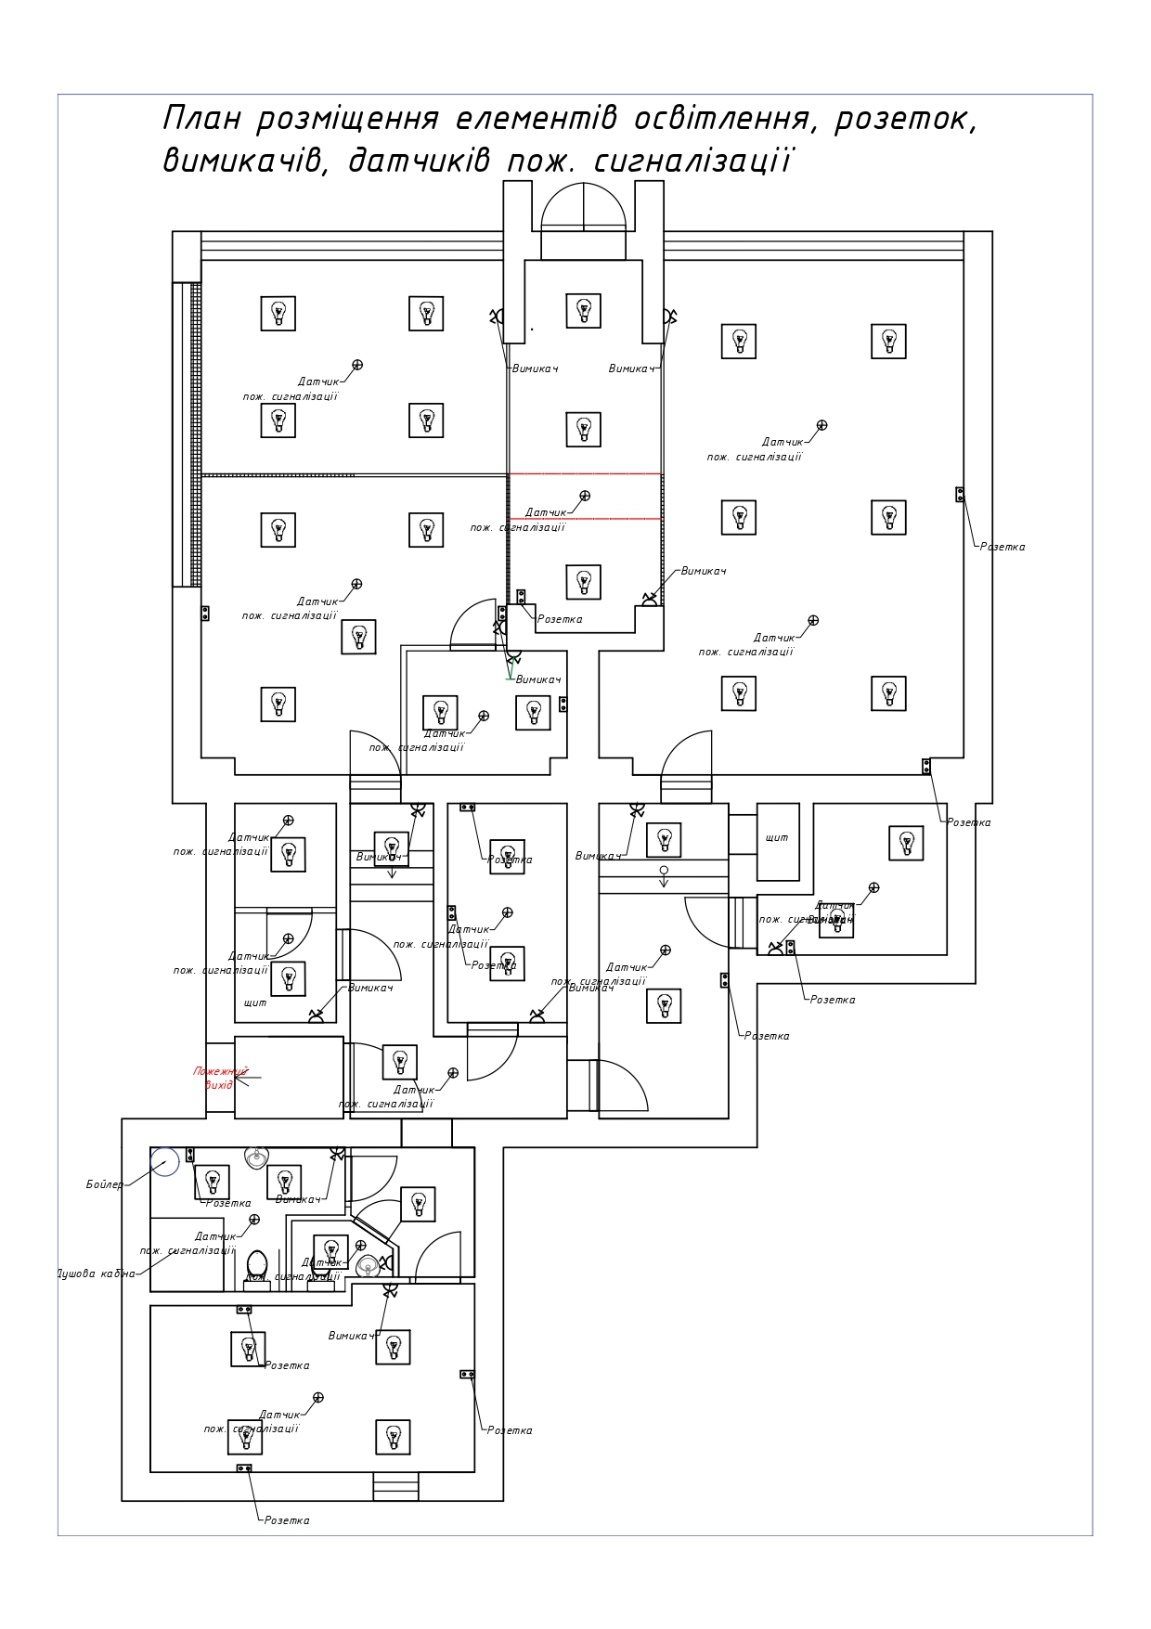 План розміщення елементів освітлення, розеток,
вимикачів, датчиків пож. сигналізації
Вимикач
Вимикач
Датчик
пож. сигналізації
Датчик
пож. сигналізації
Датчик
пож. сигналізації
Розетка
Вимикач
Датчик
пож. сигналізації
Розетка
Датчик
пож. сигналізації
Вимикач
Датчик
пож. сигналізації
Розетка
Датчик
пож. сигналізації
щит
Вимикач
Розетка
Вимикач
Датчик
пож. сигналізації
Вимикач
Датчик
пож. сигналізації
Датчик
пож. сигналізації
Розетка
Датчик
пож. сигналізації
Вимикач
Вимикач
щит
Розетка
Розетка
Пожежний
вихід
Датчик
пож. сигналізації
Бойлер
Розетка
Вимикач
Датчик
пож. сигналізації
Датчик
пож. сигналізації
Душова кабіна
Вимикач
Розетка
Датчик
пож. сигналізації
Розетка
Розетка